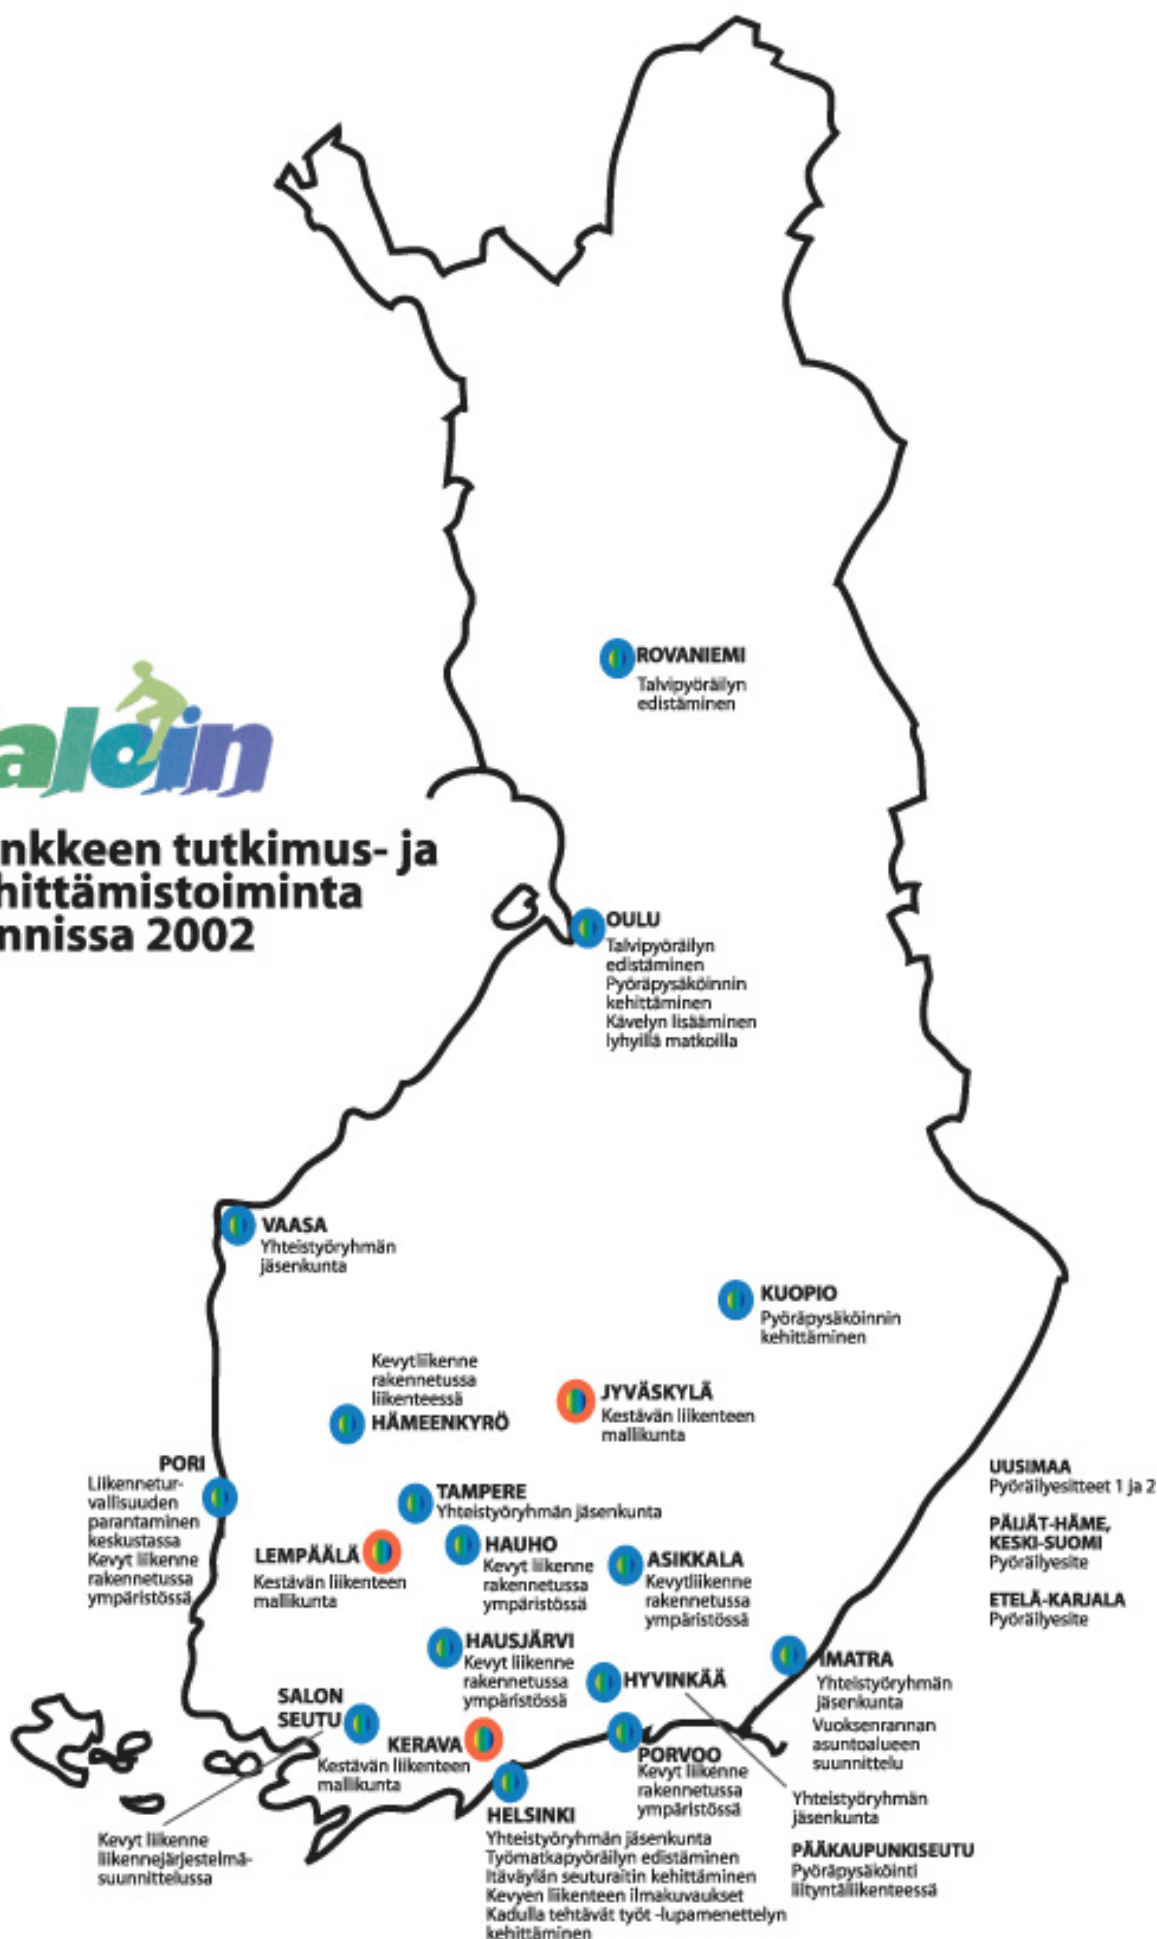 aloin
nkkeen tutkimus- ja
hittämistoiminta
nnissa 2002
ROVANIEMI
Talvipyöräilyn
edistäminen
OULU
Talvipyöräilyn
edistäminen
Pyöräpysäköinnin
kehittäminen
Kävelyn lisääminen
lyhyillä matkoilla
VAASA
Yhteistyöryhmän
jäsenkunta
KUOPIO
Pyöräpysäköinnin
kehittäminen
Kevytliikenne
rakennetussa
liikenteessä
HÄMEENKYRÖ
JYVÄSKYLÄ
Kestävän liikenteen
mallikunta
PORI
Liikennetur-
vallisuuden
parantaminen
keskustassa
Kevyt liikenne
rakennetussa
ympäristössä
TAMPERE
Yhteistyöryhmän jäsenkunta
LEMPÄÄLÄ
Kestävän liikenteen
mallikunta
HAUHO
Kevyt liikenne
rakennetussa
ympäristössä
ASIKKALA
Kevytliikenne
rakennetussa
ympäristössä
UUSIMAA
Pyöräilyesitteet 1 ja 2
PÄIJÄT-HÄME,
KESKI-SUOMI
Pyöräilyesite
ETELÄ-KARJALA
Pyöräilyesite
HAUSJÄRVI
Kevyt liikenne
rakennetussa
ympäristössä
HYVINKÄÄ
Yhteistyöryhmän
jäsenkunta
IMATRA
Yhteistyöryhmän
jäsenkunta
Vuoksenrannan
asuntoalueen
suunnittelu
SALON
SEUTU
Kevyt liikenne
liikennejärjestelmä-
suunnittelussa
KERAVA
Kestävän liikenteen
mallikunta
PORVOO
Kevyt liikenne
rakennetussa
ympäristössä
HELSINKI
Yhteistyöryhmän jäsenkunta
Työmatkapyöräilyn edistäminen
Itäväylän seuturaitin kehittäminen
Kevyen liikenteen ilmakuvaukset
Kadulla tehtävät työt -lupamenettelyn
kehittäminen
PÄÄKAUPUNKISEUTU
Pyöräpysäköinti
liityntäliikenteessä